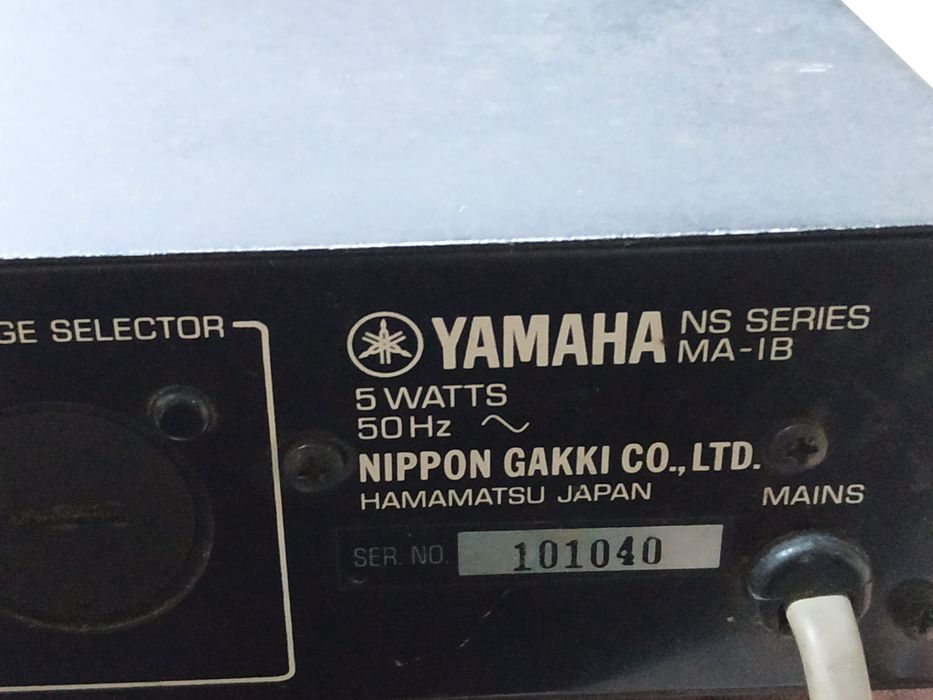 GE SELECTOR
YAMAHA NS SERIES
MA-1B
5 WATTS
50Hz ~
NIPPON GAKKI CO., LTD.
HAMAMATSU JAPAN
MAINS
SER. NO. 101040